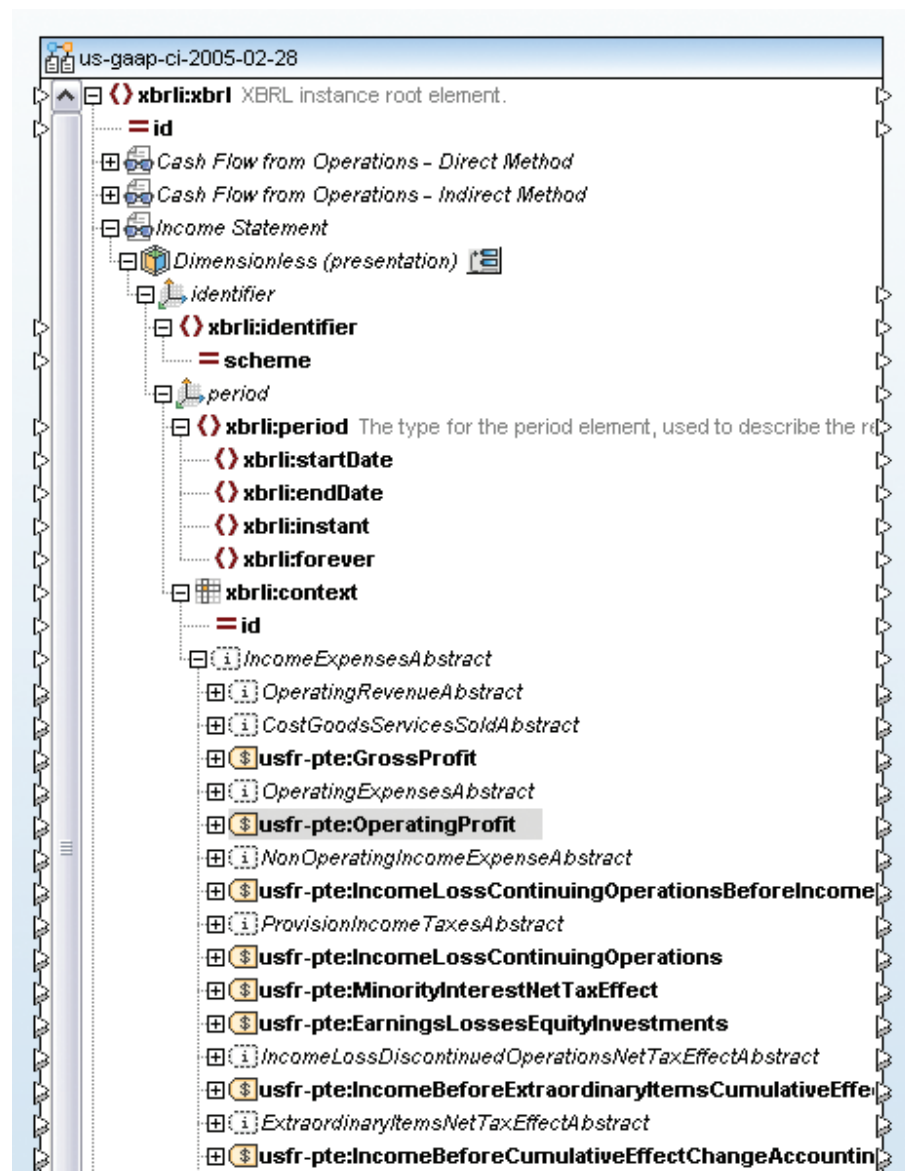 us-gaap-ci-2005-02-28
xbrli:xbrl XBRL instance root element.
id
Cash Flow from Operations - Direct Method
Cash Flow from Operations - Indirect Method
Income Statement
Dimensionless (presentation)
identifier
xbrli:identifier
scheme
period
xbrli:period The type for the period element, used to describe the re
xbrli:startDate
xbrli:endDate
xbrli:instant
xbrli:forever
xbrli:context
id
IncomeExpensesAbstract
OperatingRevenueAbstract
CostGoodsServicesSoldAbstract
usfr-pte:GrossProfit
OperatingExpensesAbstract
usfr-pte:OperatingProfit
NonOperatingIncomeExpenseAbstract
usfr-pte:IncomeLossContinuingOperationsBeforeIncome
ProvisionIncomeTaxesAbstract
usfr-pte:IncomeLossContinuingOperations
usfr-pte:MinorityInterestNetTaxEffect
usfr-pte:EarningsLossesEquityInvestments
IncomeLossDiscontinuedOperationsNetTaxEffectAbstract
usfr-pte:IncomeBeforeExtraordinaryItemsCumulativeEffe
ExtraordinaryItemsNetTaxEffectAbstract
usfr-pte:IncomeBeforeCumulativeEffectChangeAccountin